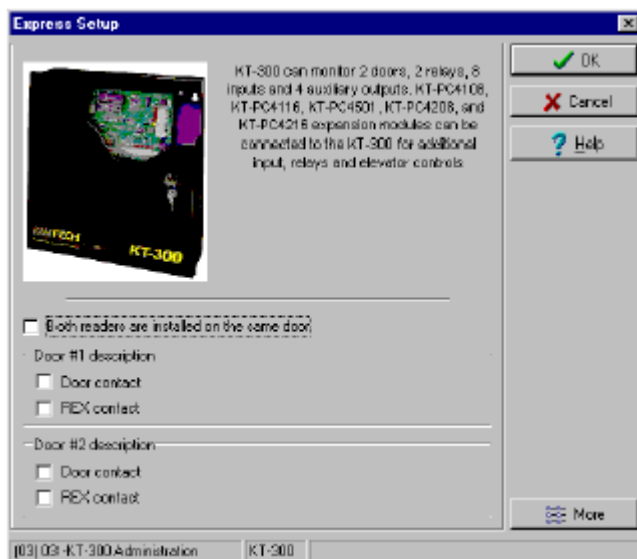 Express Setup
KT-300 can monitor 2 doors, 2 relays, 8
inputs and 4 auxiliary outputs. KT-PC4108,
KT-PC4116, KT-PC4501, KT-PC4208, and
KT-PC4216 expansion modules can be
connected to the KT-300 for additional
input, relays and elevator controls
OK
Cancel
Help
KANTECH
KT-300
Both readers are installed on the same door
Door #1 description
Door contact
REX contact
Door #2 description
Door contact
REX contact
More
[03] 03!-KT-300 Administration
KT-300